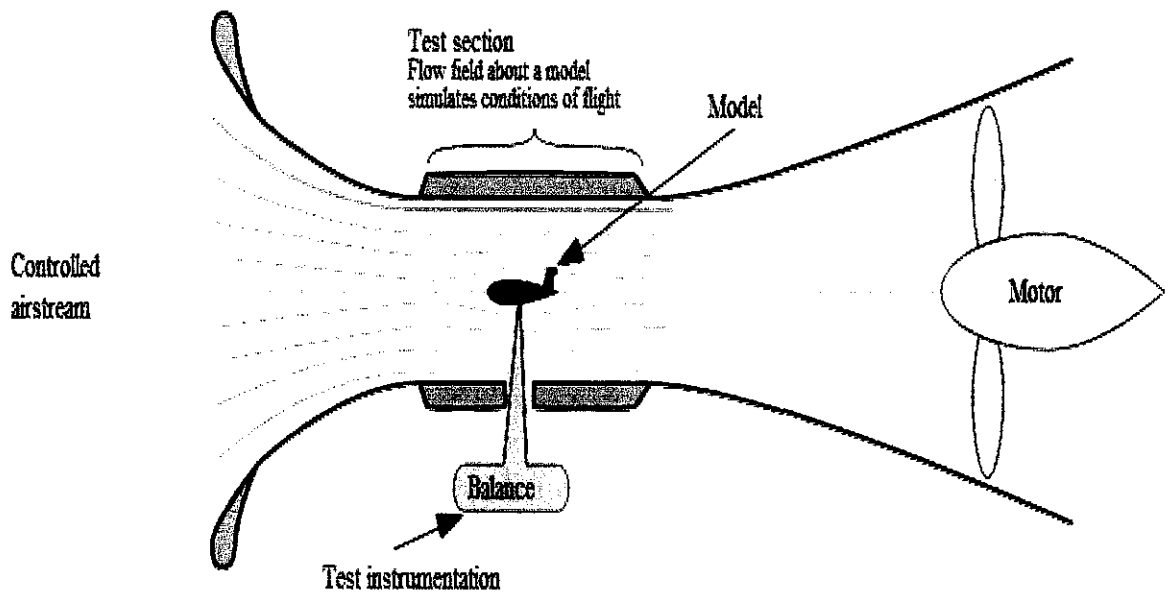 Test section
Flow field about a model
simulates conditions of flight
Model
Controlled
airstream
Motor
Balance
Test instrumentation